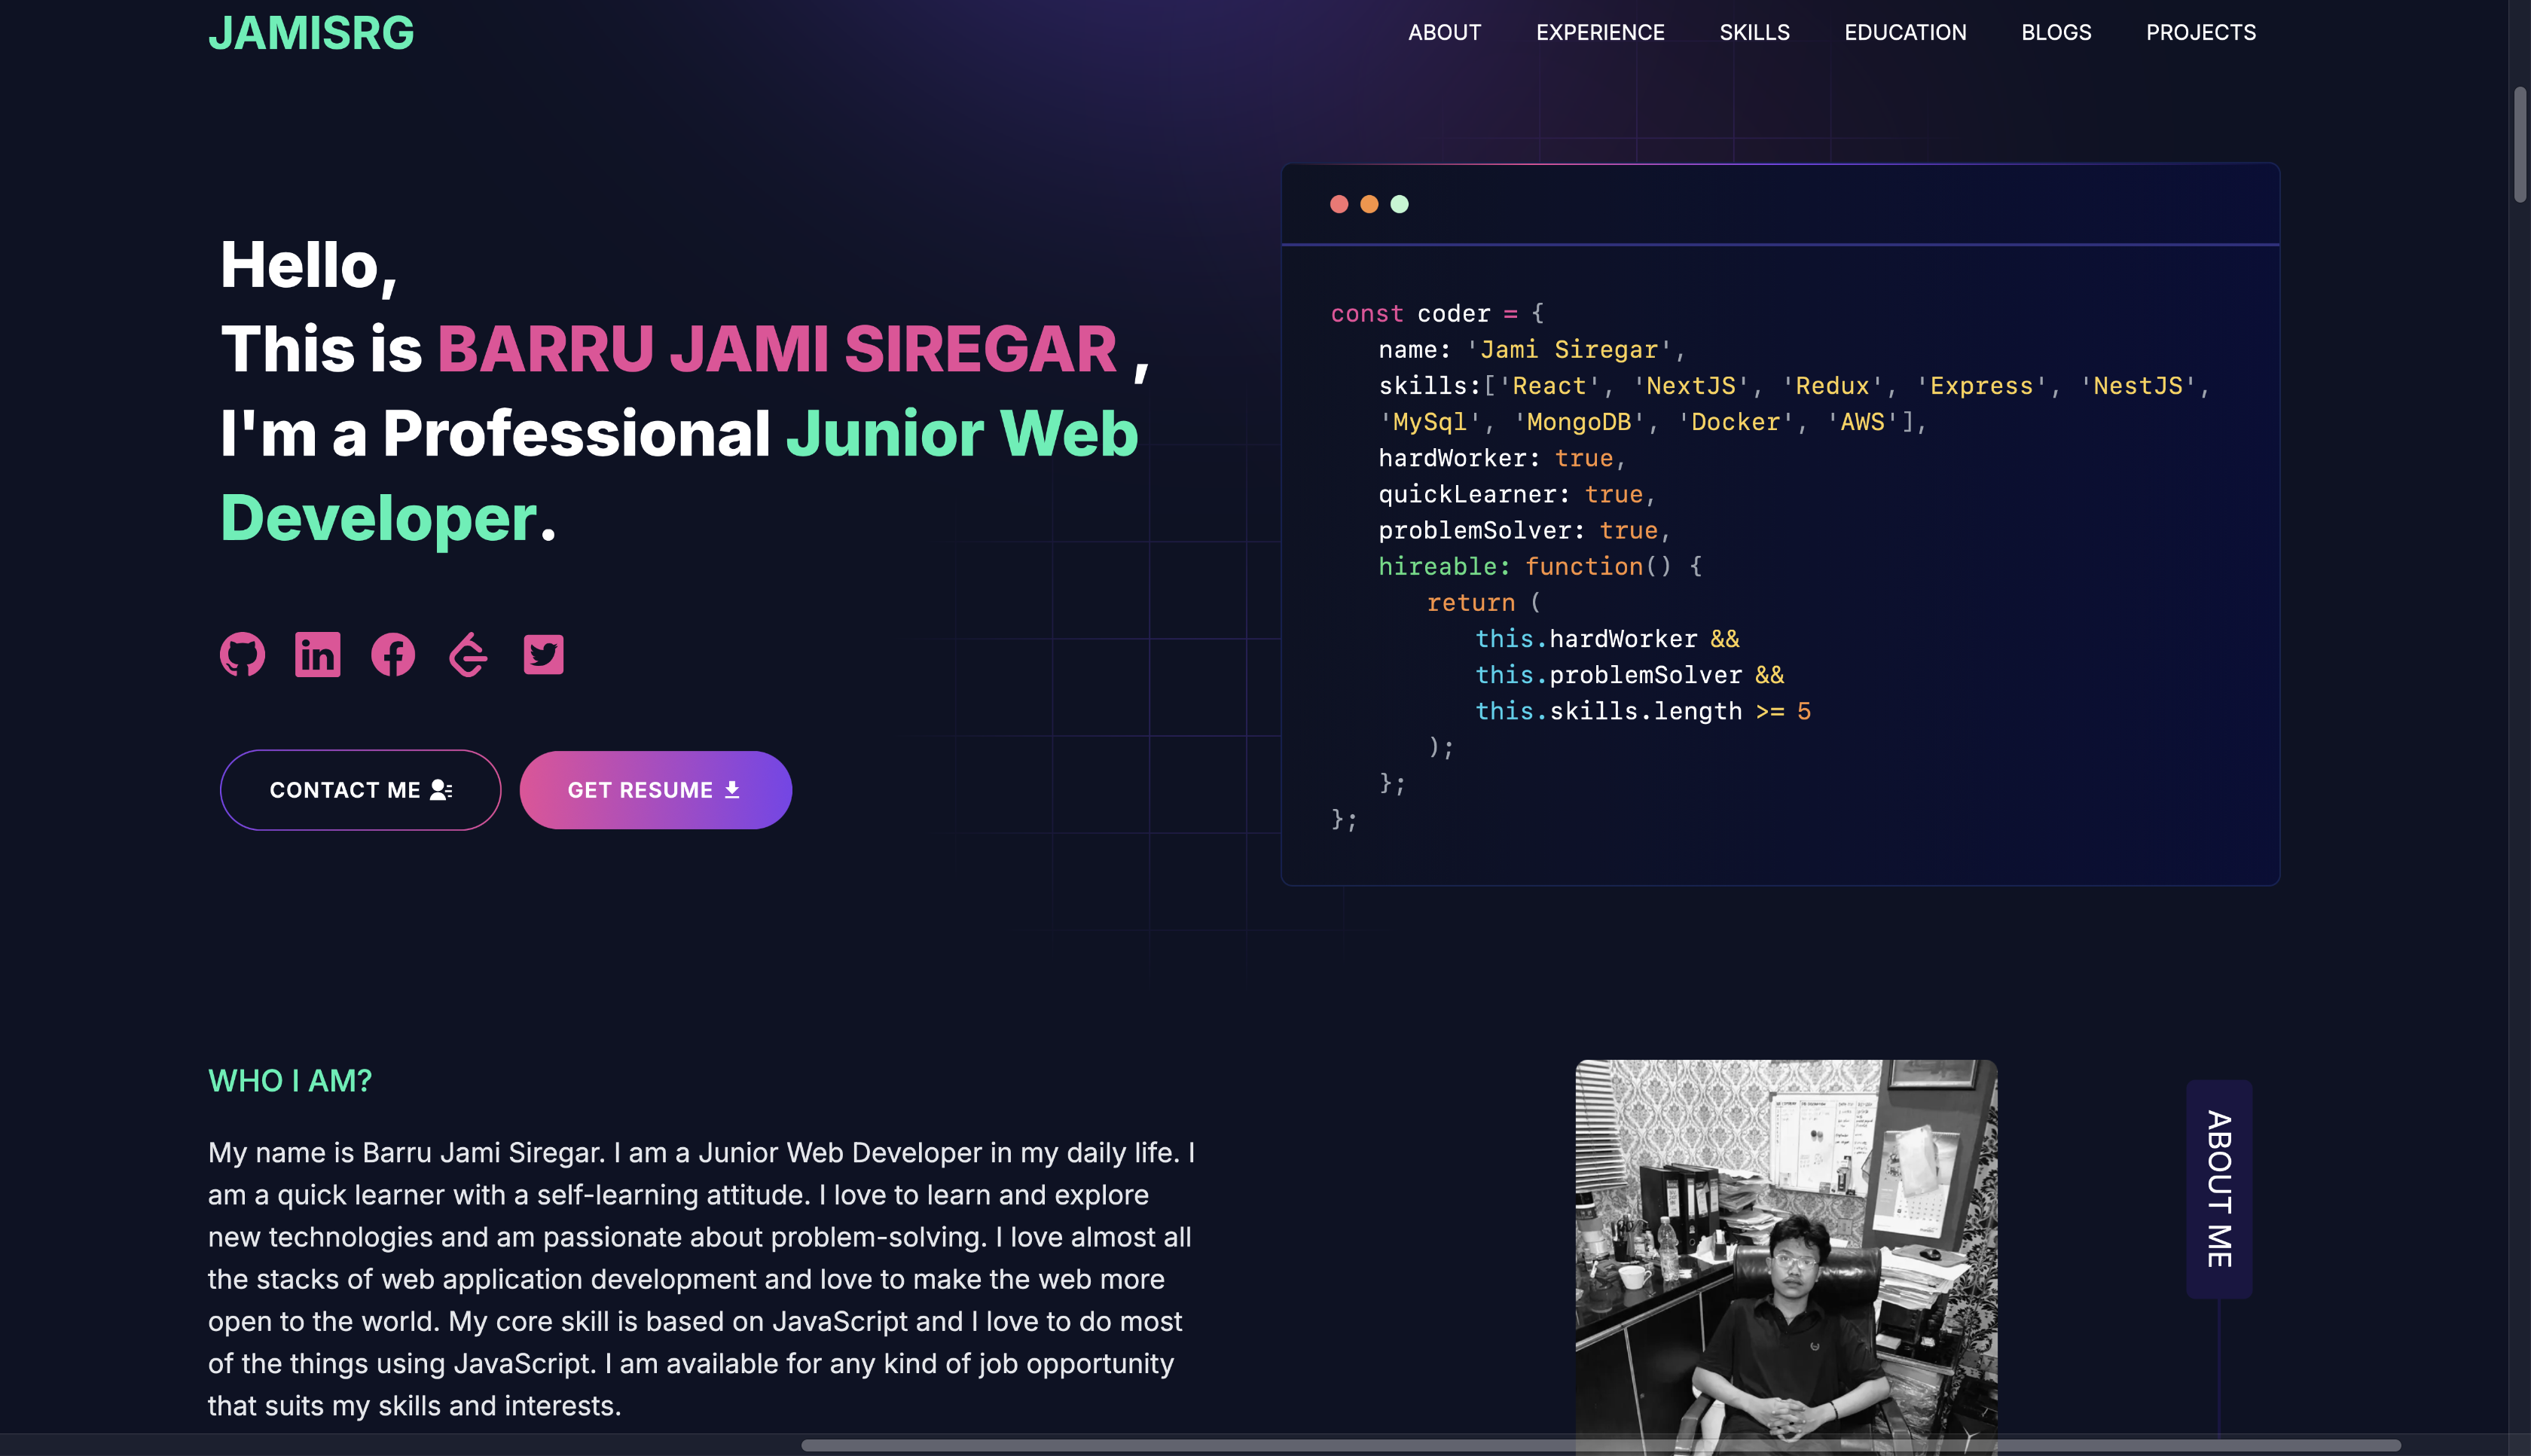 JAMISRG
ABOUT EXPERIENCE SKILLS EDUCATION BLOGS PROJECTS
Hello,
This is BARRU JAMI SIREGAR ,
I'm a Professional Junior Web
Developer.
CONTACT ME
GET RESUME
const coder = {
name: 'Jami Siregar',
skills:['React', 'NextJS', 'Redux', 'Express', 'NestJS',
'MySql', 'MongoDB', 'Docker', 'AWS'],
hardWorker: true,
quickLearner: true,
problemSolver: true,
hireable: function() {
return (
this.hardWorker &&
this.problemSolver &&
this.skills.length >= 5
);
};
};
WHO I AM?
My name is Barru Jami Siregar. I am a Junior Web Developer in my daily life. I
am a quick learner with a self-learning attitude. I love to learn and explore
new technologies and am passionate about problem-solving. I love almost all
the stacks of web application development and love to make the web more
open to the world. My core skill is based on JavaScript and I love to do most
of the things using JavaScript. I am available for any kind of job opportunity
that suits my skills and interests.
ABOUT ME